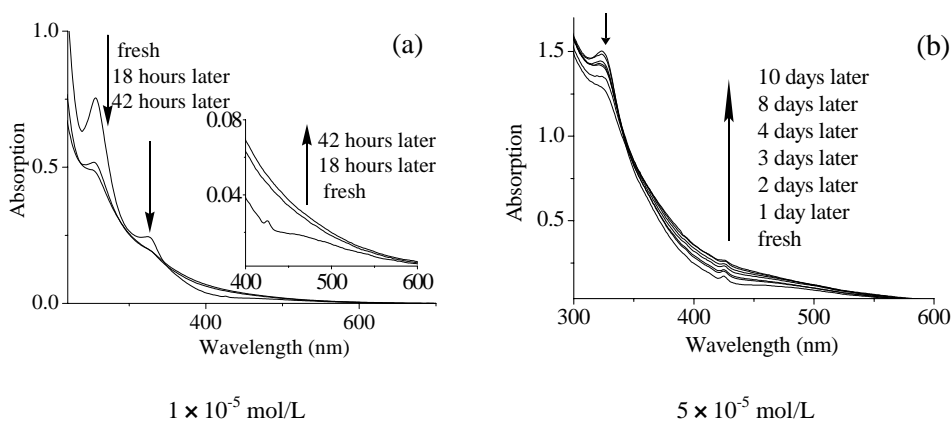 (a)
1.0
0.5
0.0
Absorption
fresh
18 hours later
42 hours later
0.08
0.04
42 hours later
18 hours later
fresh
400
500
600
400
600
Wavelength (nm)
1 × 10-5 mol/L
(b)
1.5
1.0
0.5
Absorption
10 days later
8 days later
4 days later
3 days later
2 days later
1 day later
fresh
300
400
500
600
Wavelength (nm)
5 × 10-5 mol/L